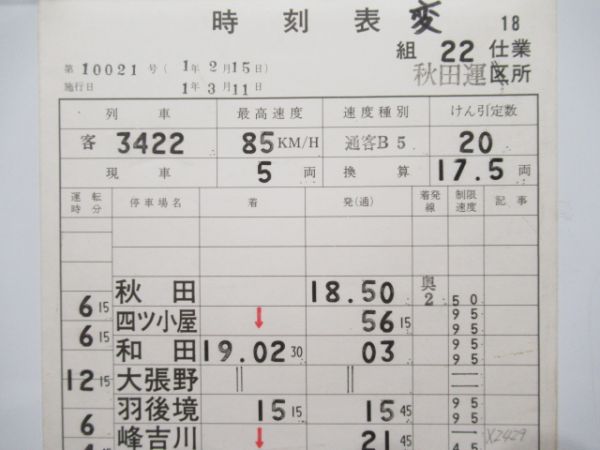 時刻表 変 18
組 22 仕業
第10021号 (1年2月15日) 秋田運区所
施行日 1年3月11日
列車 最高速度 速度種別 けん引定数
客 3422 85 KM/H 通客B5 20
現車 5両 換算 17.5両
運転時分 停車場名 着 発(通) 着発線 制限速度 記事
秋田 18.50 奥2 50
6 15 95
四ツ小屋 ↓ 56 15 95
6 15 95
和田 19.02 30 03 95
12 15 大張野 || ||
羽後境 15 15 15 45 95
6 95
峰吉川 ↓ 21 45 45 X2429